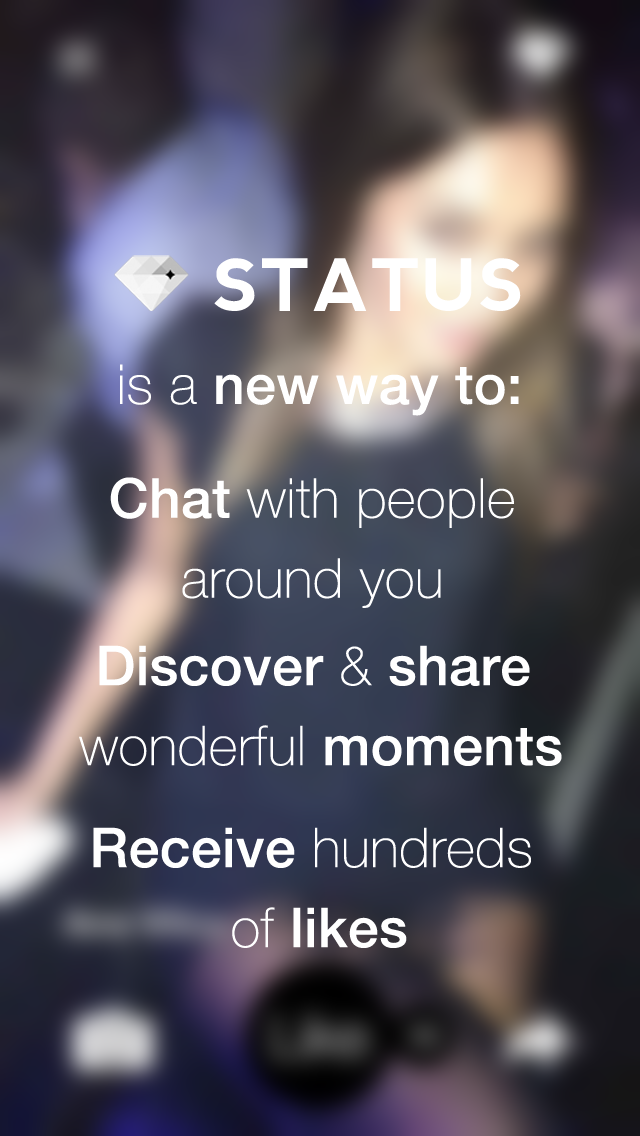 STATUS
is a new way to:
Chat with people
around you
Discover & share
wonderful moments
Receive hundreds
of likes